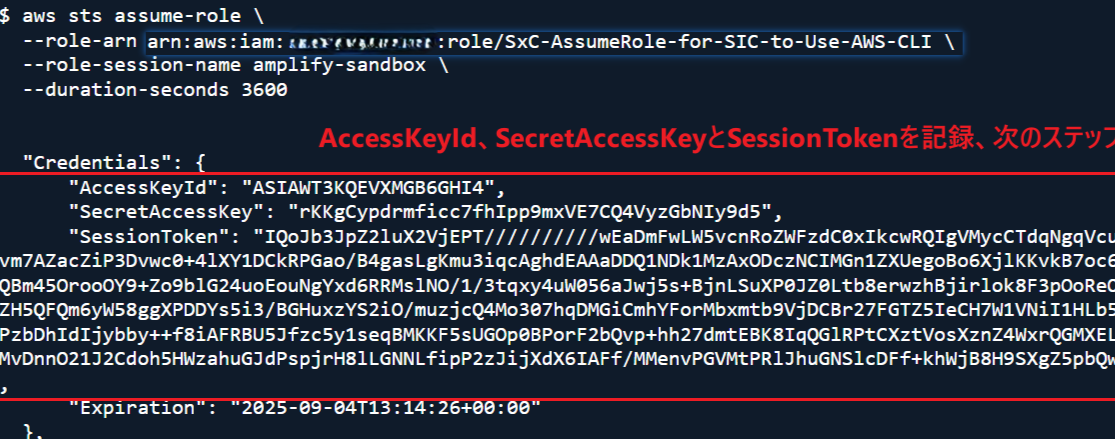 $ aws sts assume-role \
--role-arn arn:aws:iam: :role/SxC-AssumeRole-for-SIC-to-Use-AWS-CLI \
--role-session-name amplify-sandbox \
--duration-seconds 3600
AccessKeyId、SecretAccessKeyとSessionTokenを記録、次のステップ
"Credentials": {
"AccessKeyId": "ASIAWT3KQEVXMGB6GHI4",
"SecretAccessKey": "rKKgCypdrmficc7fhIpp9mxVE7CQ4VyzGbNIy9d5",
"SessionToken": "IQoJb3JpZ2luX2VjEPT//////////wEaDmFwLW5vcnRoZWFzdC0xIkcwRQIgVMycCTdqNgqVcu
vm7AZacZiP3Dvwc0+4lXY1DCkRPGao/B4gasLgKmu3iqcAghdEAAaDDQ1NDk1MzAxODczNCIMGn1ZXUegoBo6XjlKKvkB7oc6
QBm45OrooOY9+Zo9blG24uoEouNgYxd6RRMslNO/1/3tqxy4uW056aJwj5s+BjnLSuXP0JZ0Ltb8erwzhBjirlok8F3pOoReO
ZH5QFQm6yW58ggXPDDYs5i3/BGHuxzYS2iO/muzjcQ4Mo307hqDMGiCmhYForMbxmtb9VjDCBr27FGTZ5IeCH7W1VNiI1HLb5
PzbDhIdIjybby++f8iAFRBU5Jfzc5y1seqBMKKF5sUGOp0BPorF2bQvp+hh27dmtEBK8IqQGlRPtCXztVosXznZ4WxrQGMXEL
MvDnnO21J2Cdoh5HWzahuGJdPspjrH8lLGNNLfipP2zJijXdX6IAFf/MMenvPGVMtPRlJhuGNSlcDFf+khWjB8H9SXgZ5pbQw
,
"Expiration": "2025-09-04T13:14:26+00:00"
},